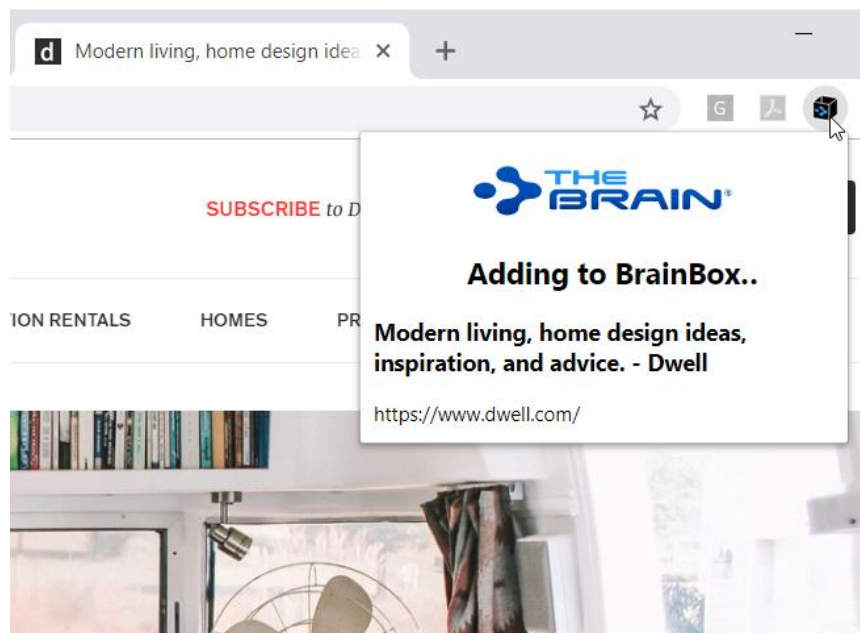 d Modern living, home design idea
G
THE
BRAIN®
SUBSCRIBE to D
Adding to BrainBox..
ION RENTALS HOMES PR
Modern living, home design ideas,
inspiration, and advice. - Dwell
https://www.dwell.com/